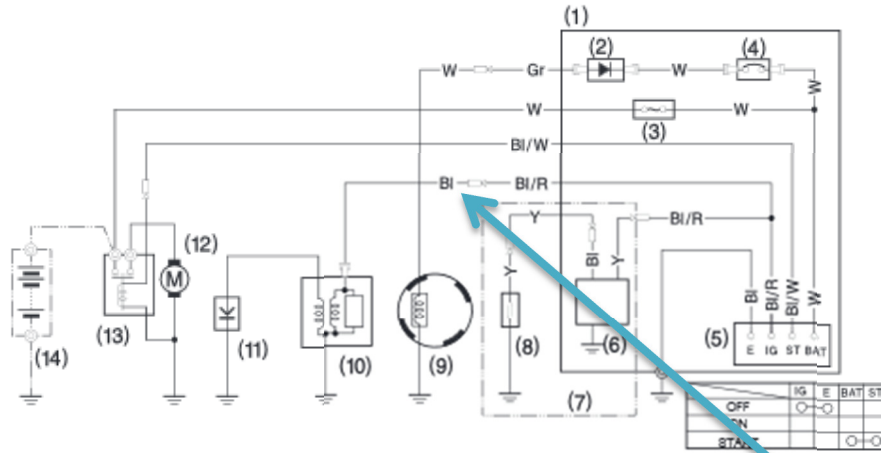 (1)
(2)
(4)
W
Gr
W
W
W
W
(3)
Bl/W
Bl
Bl/R
Y
Bl/R
(12)
M
Y
Bl
Y
Bl
Bl/R
Bl/W
W
(13)
(14)
(11)
(10)
(9)
(8)
(6)
(5)
E IG ST BAT
(7)
IG E BAT ST
OFF
START